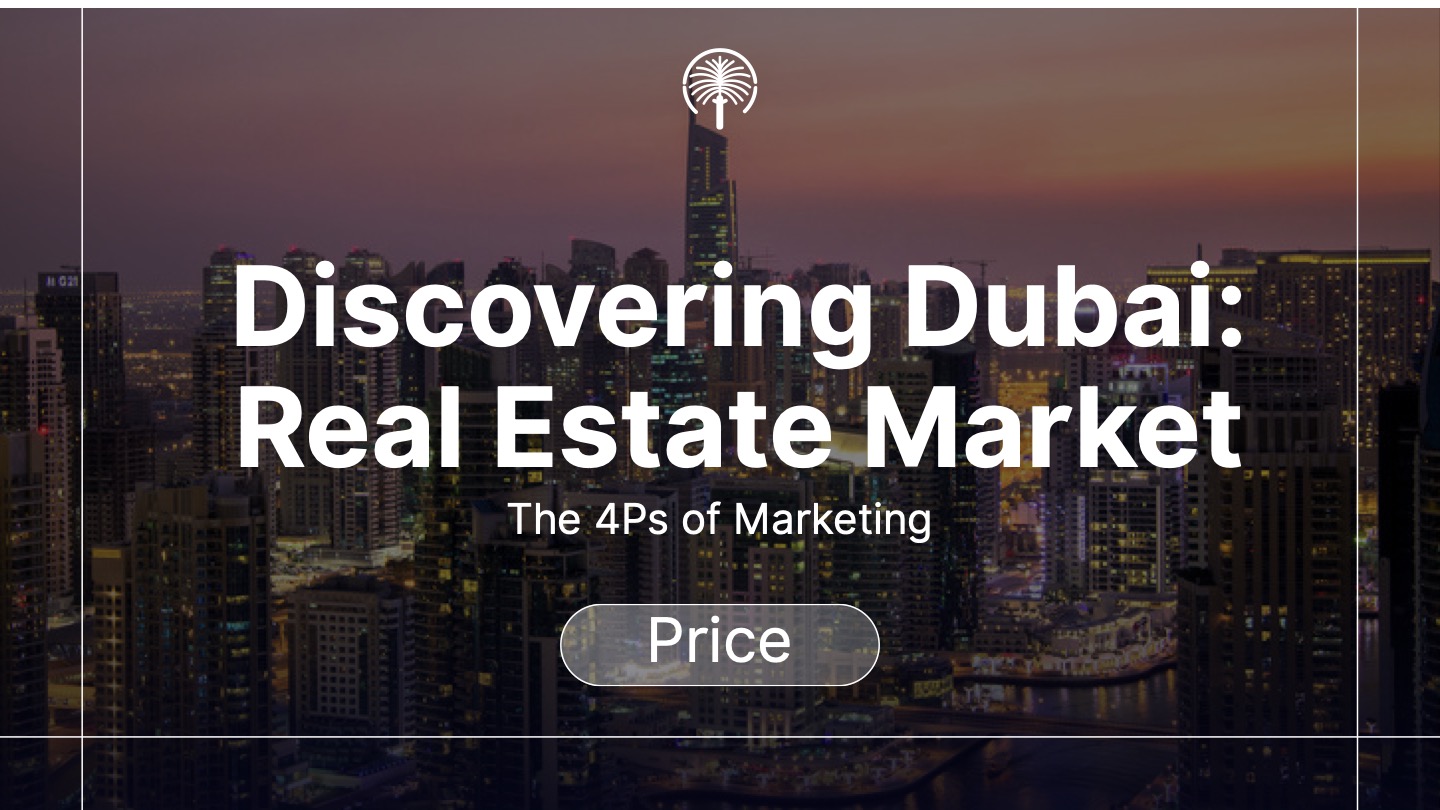 Discovering Dubai:
Real Estate Market
The 4Ps of Marketing
Price